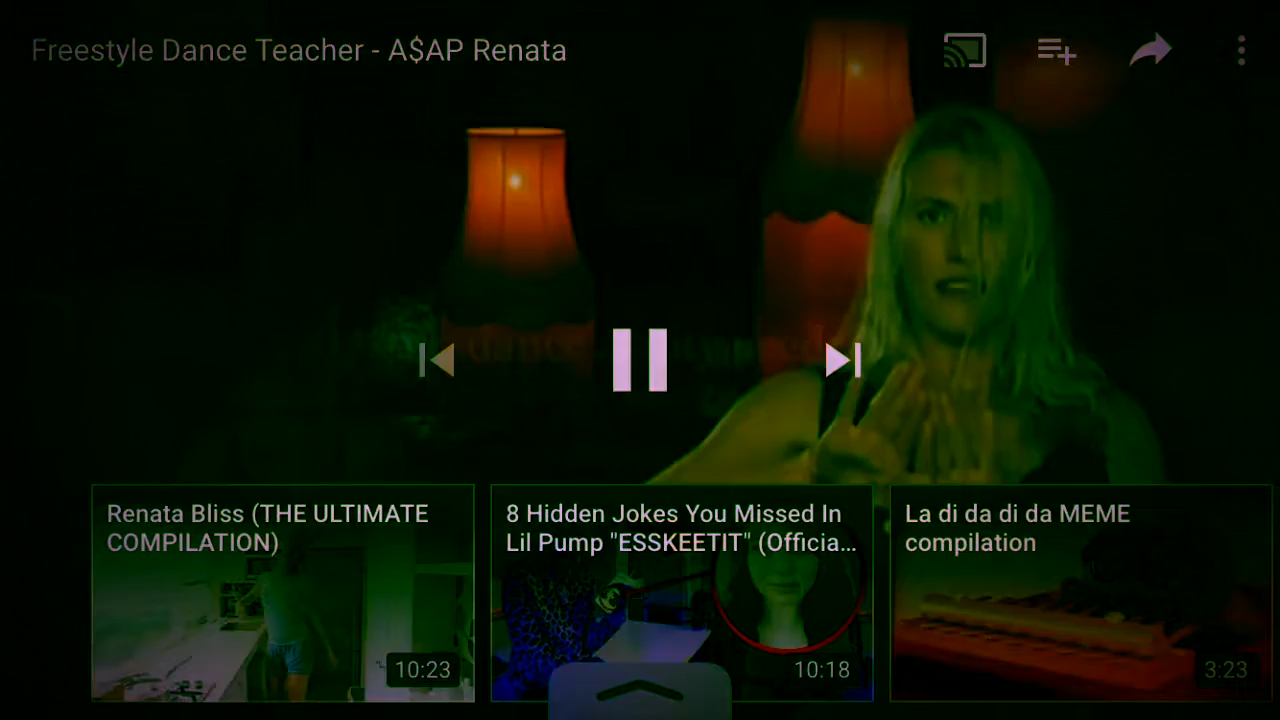 Freestyle Dance Teacher - A$AP Renata
Renata Bliss (THE ULTIMATE
COMPILATION)
10:23
8 Hidden Jokes You Missed In
Lil Pump "ESSKEETIT" (Officia...
10:18
La di da di da MEME
compilation
3:23